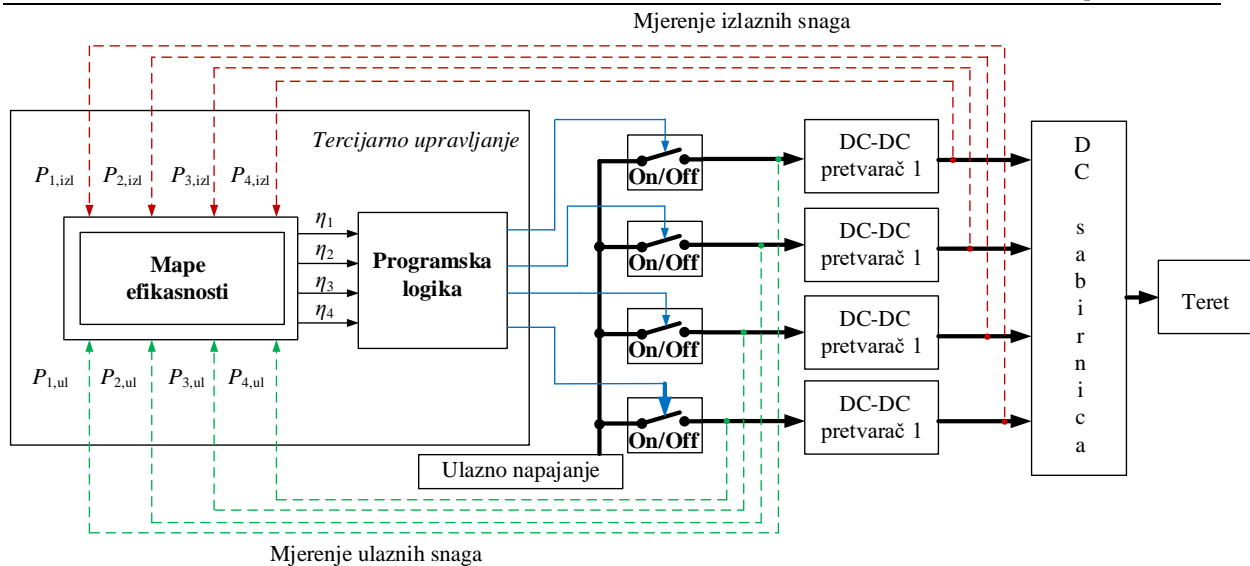 Mjerenje izlaznih snaga
Tercijarno upravljanje
P1,izl P2,izl P3,izl P4,izl
Mape
efikasnosti
η1
η2
η3
η4
Programska
logika
P1,ul P2,ul P3,ul P4,ul
On/Off
On/Off
On/Off
On/Off
Ulazno napajanje
DC-DC
pretvarač 1
DC-DC
pretvarač 1
DC-DC
pretvarač 1
DC-DC
pretvarač 1
DC sabirnica
Teret
Mjerenje ulaznih snaga